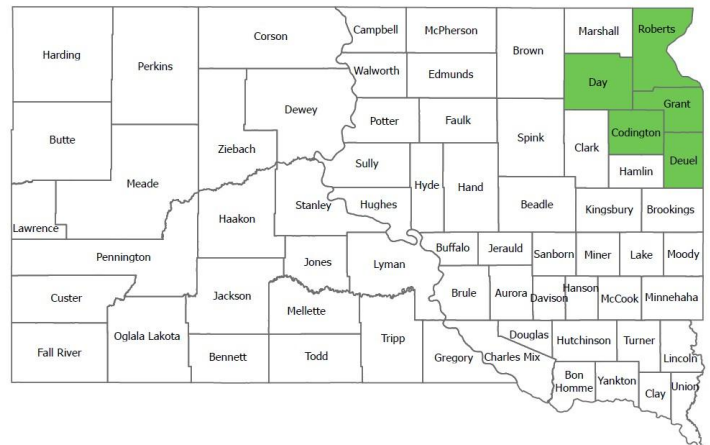 Harding
Perkins
Corson
Campbell
McPherson
Brown
Marshall
Roberts
Walworth
Edmunds
Day
Dewey
Grant
Butte
Ziebach
Potter
Faulk
Spink
Clark
Codington
Deuel
Meade
Sully
Hamlin
Hyde
Hand
Lawrence
Haakon
Stanley
Hughes
Beadle
Kingsbury
Brookings
Pennington
Jones
Lyman
Buffalo
Jerauld
Sanborn
Miner
Lake
Moody
Custer
Jackson
Mellette
Brule
Aurora
Davison
Hanson
McCook
Minnehaha
Fall River
Oglala Lakota
Bennett
Todd
Tripp
Gregory
Charles Mix
Douglas
Hutchinson
Turner
Lincoln
Bon
Homme
Yankton
Clay
Union